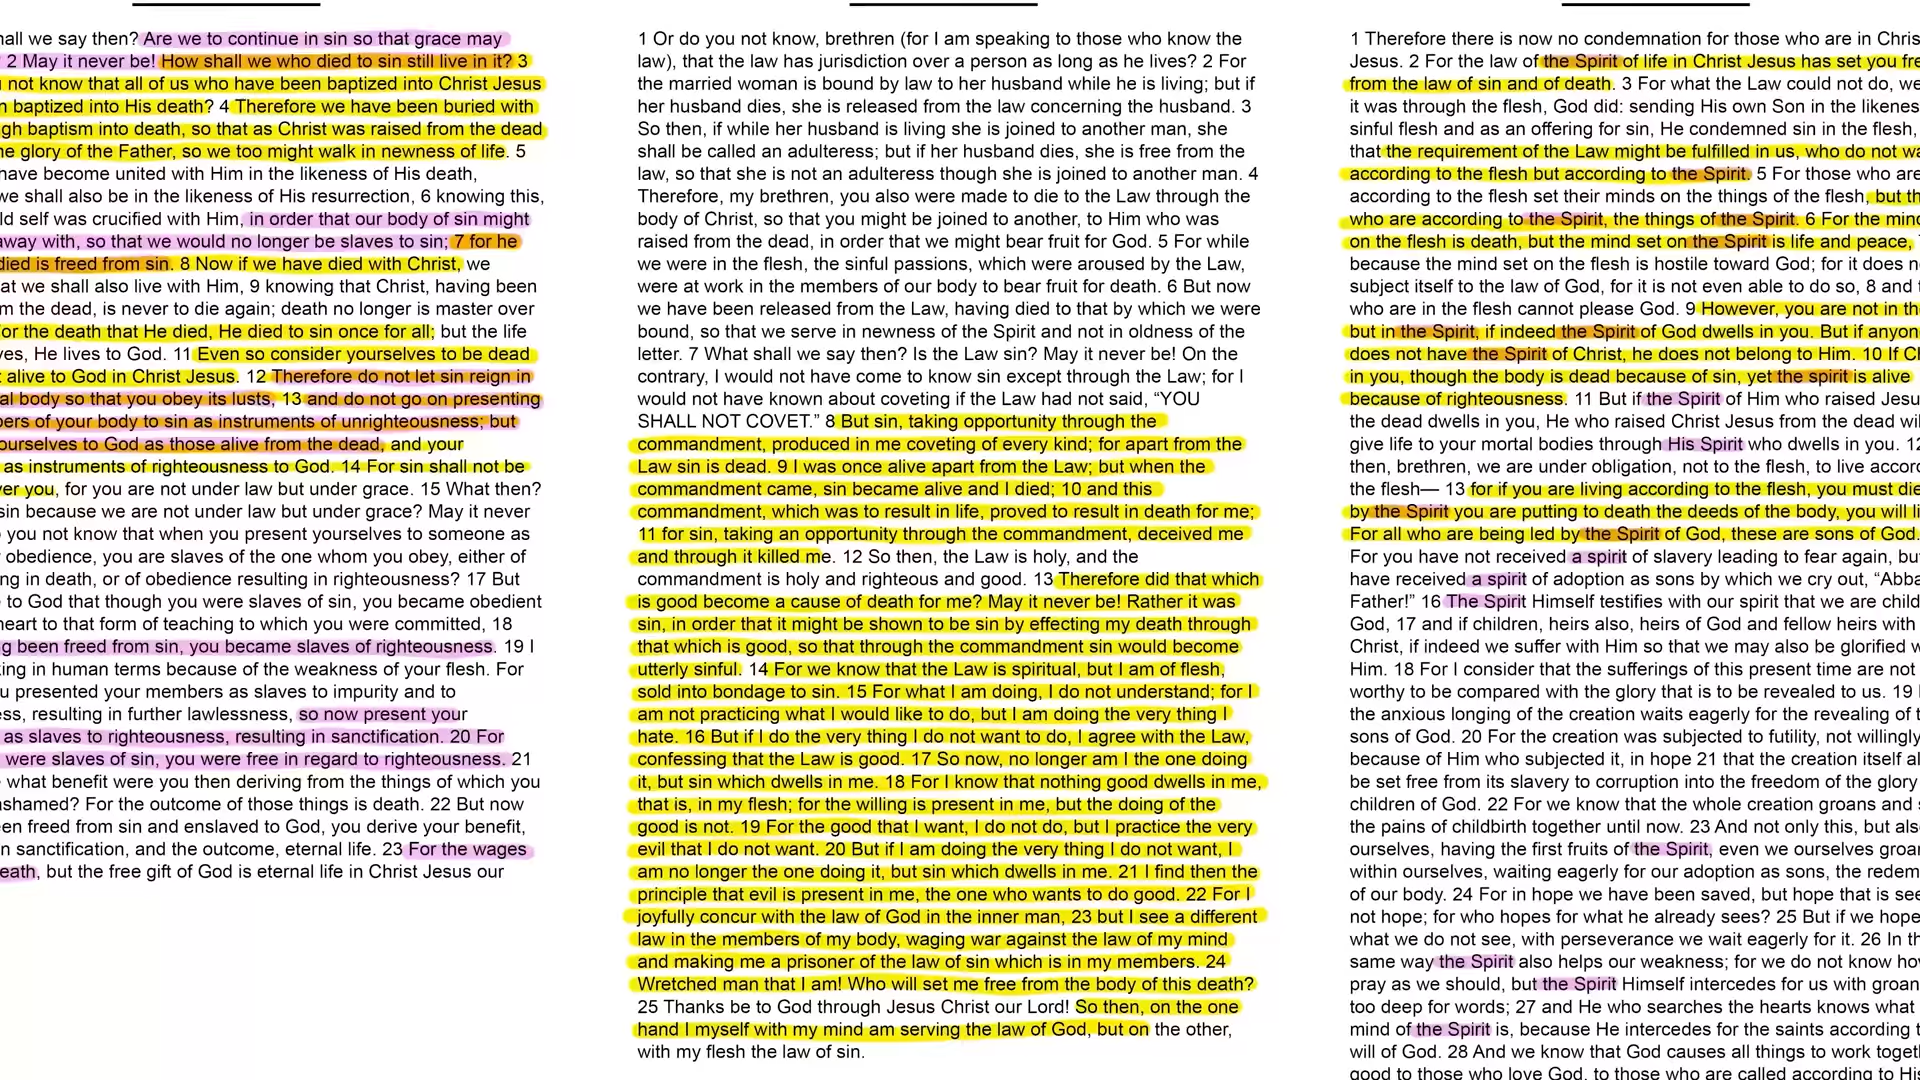 hall we say then? Are we to continue in sin so that grace may
2 May it never be! How shall we who died to sin still live in it? 3
not know that all of us who have been baptized into Christ Jesus
n baptized into His death? 4 Therefore we have been buried with
gh baptism into death, so that as Christ was raised from the dead
he glory of the Father, so we too might walk in newness of life. 5
have become united with Him in the likeness of His death,
we shall also be in the likeness of His resurrection, 6 knowing this,
ld self was crucified with Him, in order that our body of sin might
away with, so that we would no longer be slaves to sin; 7 for he
died is freed from sin. 8 Now if we have died with Christ, we
at we shall also live with Him, 9 knowing that Christ, having been
m the dead, is never to die again; death no longer is master over
or the death that He died, He died to sin once for all; but the life
ves, He lives to God. 11 Even so consider yourselves to be dead
t alive to God in Christ Jesus. 12 Therefore do not let sin reign in
al body so that you obey its lusts, 13 and do not go on presenting
bers of your body to sin as instruments of unrighteousness; but
ourselves to God as those alive from the dead, and your
as instruments of righteousness to God. 14 For sin shall not be
ver you, for you are not under law but under grace. 15 What then?
sin because we are not under law but under grace? May it never
you not know that when you present yourselves to someone as
obedience, you are slaves of the one whom you obey, either of
ng in death, or of obedience resulting in righteousness? 17 But
to God that though you were slaves of sin, you became obedient
heart to that form of teaching to which you were committed, 18
g been freed from sin, you became slaves of righteousness. 19 I
king in human terms because of the weakness of your flesh. For
u presented your members as slaves to impurity and to
ess, resulting in further lawlessness, so now present your
as slaves to righteousness, resulting in sanctification. 20 For
were slaves of sin, you were free in regard to righteousness. 21
what benefit were you then deriving from the things of which you
ashamed? For the outcome of those things is death. 22 But now
en freed from sin and enslaved to God, you derive your benefit,
n sanctification, and the outcome, eternal life. 23 For the wages
eath, but the free gift of God is eternal life in Christ Jesus our
1 Or do you not know, brethren (for I am speaking to those who know the
law), that the law has jurisdiction over a person as long as he lives? 2 For
the married woman is bound by law to her husband while he is living; but if
her husband dies, she is released from the law concerning the husband. 3
So then, if while her husband is living she is joined to another man, she
shall be called an adulteress; but if her husband dies, she is free from the
law, so that she is not an adulteress though she is joined to another man. 4
Therefore, my brethren, you also were made to die to the Law through the
body of Christ, so that you might be joined to another, to Him who was
raised from the dead, in order that we might bear fruit for God. 5 For while
we were in the flesh, the sinful passions, which were aroused by the Law,
were at work in the members of our body to bear fruit for death. 6 But now
we have been released from the Law, having died to that by which we were
bound, so that we serve in newness of the Spirit and not in oldness of the
letter. 7 What shall we say then? Is the Law sin? May it never be! On the
contrary, I would not have come to know sin except through the Law; for I
would not have known about coveting if the Law had not said, “YOU
SHALL NOT COVET.” 8 But sin, taking opportunity through the
commandment, produced in me coveting of every kind; for apart from the
Law sin is dead. 9 I was once alive apart from the Law; but when the
commandment came, sin became alive and I died; 10 and this
commandment, which was to result in life, proved to result in death for me;
11 for sin, taking an opportunity through the commandment, deceived me
and through it killed me. 12 So then, the Law is holy, and the
commandment is holy and righteous and good. 13 Therefore did that which
is good become a cause of death for me? May it never be! Rather it was
sin, in order that it might be shown to be sin by effecting my death through
that which is good, so that through the commandment sin would become
utterly sinful. 14 For we know that the Law is spiritual, but I am of flesh,
sold into bondage to sin. 15 For what I am doing, I do not understand; for I
am not practicing what I would like to do, but I am doing the very thing I
hate. 16 But if I do the very thing I do not want to do, I agree with the Law,
confessing that the Law is good. 17 So now, no longer am I the one doing
it, but sin which dwells in me. 18 For I know that nothing good dwells in me,
that is, in my flesh; for the willing is present in me, but the doing of the
good is not. 19 For the good that I want, I do not do, but I practice the very
evil that I do not want. 20 But if I am doing the very thing I do not want, I
am no longer the one doing it, but sin which dwells in me. 21 I find then the
principle that evil is present in me, the one who wants to do good. 22 For I
joyfully concur with the law of God in the inner man, 23 but I see a different
law in the members of my body, waging war against the law of my mind
and making me a prisoner of the law of sin which is in my members. 24
Wretched man that I am! Who will set me free from the body of this death?
25 Thanks be to God through Jesus Christ our Lord! So then, on the one
hand I myself with my mind am serving the law of God, but on the other,
with my flesh the law of sin.
1 Therefore there is now no condemnation for those who are in Chris
Jesus. 2 For the law of the Spirit of life in Christ Jesus has set you fre
from the law of sin and of death. 3 For what the Law could not do, we
it was through the flesh, God did: sending His own Son in the likenes
sinful flesh and as an offering for sin, He condemned sin in the flesh,
that the requirement of the Law might be fulfilled in us, who do not wa
according to the flesh but according to the Spirit. 5 For those who are
according to the flesh set their minds on the things of the flesh, but th
who are according to the Spirit, the things of the Spirit. 6 For the mind
on the flesh is death, but the mind set on the Spirit is life and peace,
because the mind set on the flesh is hostile toward God; for it does n
subject itself to the law of God, for it is not even able to do so, 8 and t
who are in the flesh cannot please God. 9 However, you are not in th
but in the Spirit, if indeed the Spirit of God dwells in you. But if anyon
does not have the Spirit of Christ, he does not belong to Him. 10 If Ch
in you, though the body is dead because of sin, yet the spirit is alive
because of righteousness. 11 But if the Spirit of Him who raised Jesu
the dead dwells in you, He who raised Christ Jesus from the dead wil
give life to your mortal bodies through His Spirit who dwells in you. 12
then, brethren, we are under obligation, not to the flesh, to live accord
the flesh— 13 for if you are living according to the flesh, you must die
by the Spirit you are putting to death the deeds of the body, you will li
For all who are being led by the Spirit of God, these are sons of God.
For you have not received a spirit of slavery leading to fear again, but
have received a spirit of adoption as sons by which we cry out, “Abba
Father!” 16 The Spirit Himself testifies with our spirit that we are child
God, 17 and if children, heirs also, heirs of God and fellow heirs with
Christ, if indeed we suffer with Him so that we may also be glorified w
Him. 18 For I consider that the sufferings of this present time are not
worthy to be compared with the glory that is to be revealed to us. 19 
the anxious longing of the creation waits eagerly for the revealing of t
sons of God. 20 For the creation was subjected to futility, not willingly
because of Him who subjected it, in hope 21 that the creation itself al
be set free from its slavery to corruption into the freedom of the glory
children of God. 22 For we know that the whole creation groans and s
the pains of childbirth together until now. 23 And not only this, but als
ourselves, having the first fruits of the Spirit, even we ourselves groa
within ourselves, waiting eagerly for our adoption as sons, the redem
of our body. 24 For in hope we have been saved, but hope that is see
not hope; for who hopes for what he already sees? 25 But if we hope
what we do not see, with perseverance we wait eagerly for it. 26 In th
same way the Spirit also helps our weakness; for we do not know how
pray as we should, but the Spirit Himself intercedes for us with groan
too deep for words; 27 and He who searches the hearts knows what
mind of the Spirit is, because He intercedes for the saints according t
will of God. 28 And we know that God causes all things to work toget
good to those who love God, to those who are called according to His